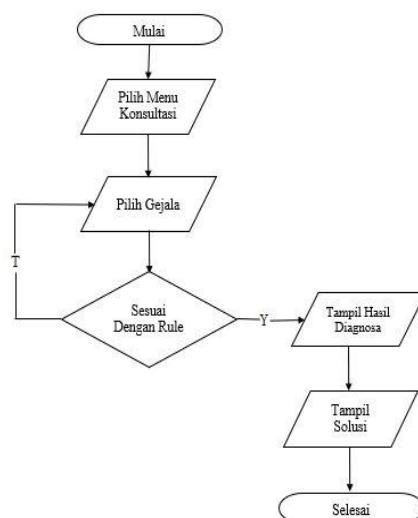 Mulai
Pilih Menu
Konsultasi
Pilih Gejala
T
Sesuai
Dengan Rule
Y
Tampil Hasil
Diagnosa
Tampil
Solusi
Selesai